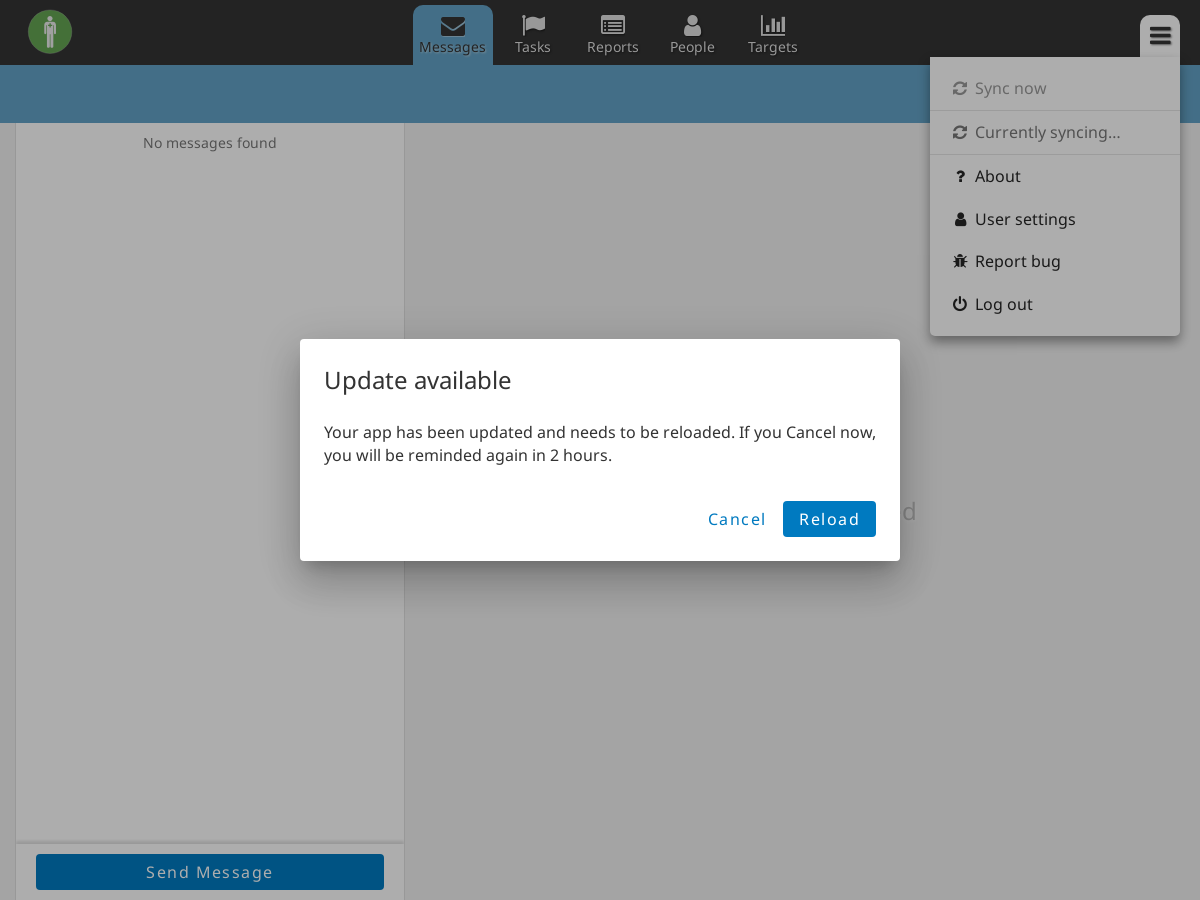 Messages
Tasks
Reports
People
Targets
Sync now
Currently syncing...
About
User settings
Report bug
Log out
No messages found
Update available
Your app has been updated and needs to be reloaded. If you Cancel now,
you will be reminded again in 2 hours.
Cancel
Reload
Send Message